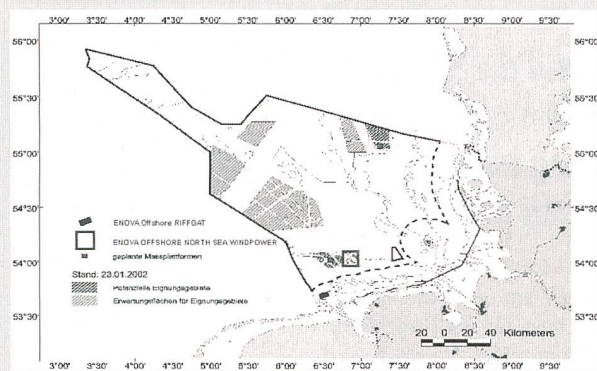 3°00' 3°30' 4°00' 4°30' 5°00' 5°30' 6°00' 6°30' 7°00' 7°30' 8°00' 8°30' 9°00' 9°30'
56°00' 56°00'
55°30' 55°30'
55°00' 55°00'
54°30' 54°30'
ENOVA Offshore RIFFGAT
ENOVA OFFSHORE NORTH SEA WINDPOWER
54°00' 54°00'
geplante Messplattformen
Stand: 23.01.2002
Potenzielle Eignungsgebiete
Erwartungsflächen für Eignungsgebiete
53°30' 53°30'
20 0 20 40 Kilometers
3°00' 3°30' 4°00' 4°30' 5°00' 5°30' 6°00' 6°30' 7°00' 7°30' 8°00' 8°30' 9°00' 9°30'